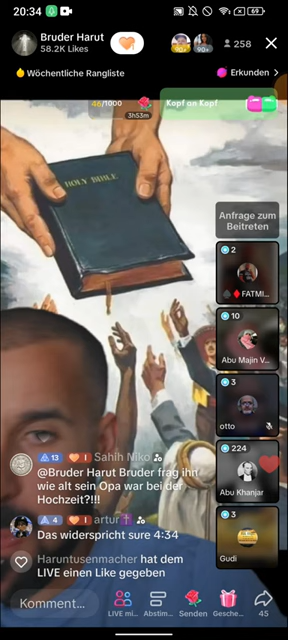 20:34
69
Bruder Harut
58.2K Likes
90+
90+
258
Wöchentliche Rangliste
Erkunden >
46/1000
3h53m
Kopf an Kopf
HOLY BIBLE
Anfrage zum
Beitreten
2
FATMI...
10
Abu Majin V...
3
otto
224
Abu Khanjar
3
Gudi
13 I Sahih Niko
@Bruder Harut Bruder frag ihn
wie alt sein Opa war bei der
Hochzeit?!!!
4 I artur
Das widerspricht sure 4:34
Haruntusenmacher hat dem
LIVE einen Like gegeben
Komment...
LIVE mi...
Abstim...
Senden
Gesche...
45